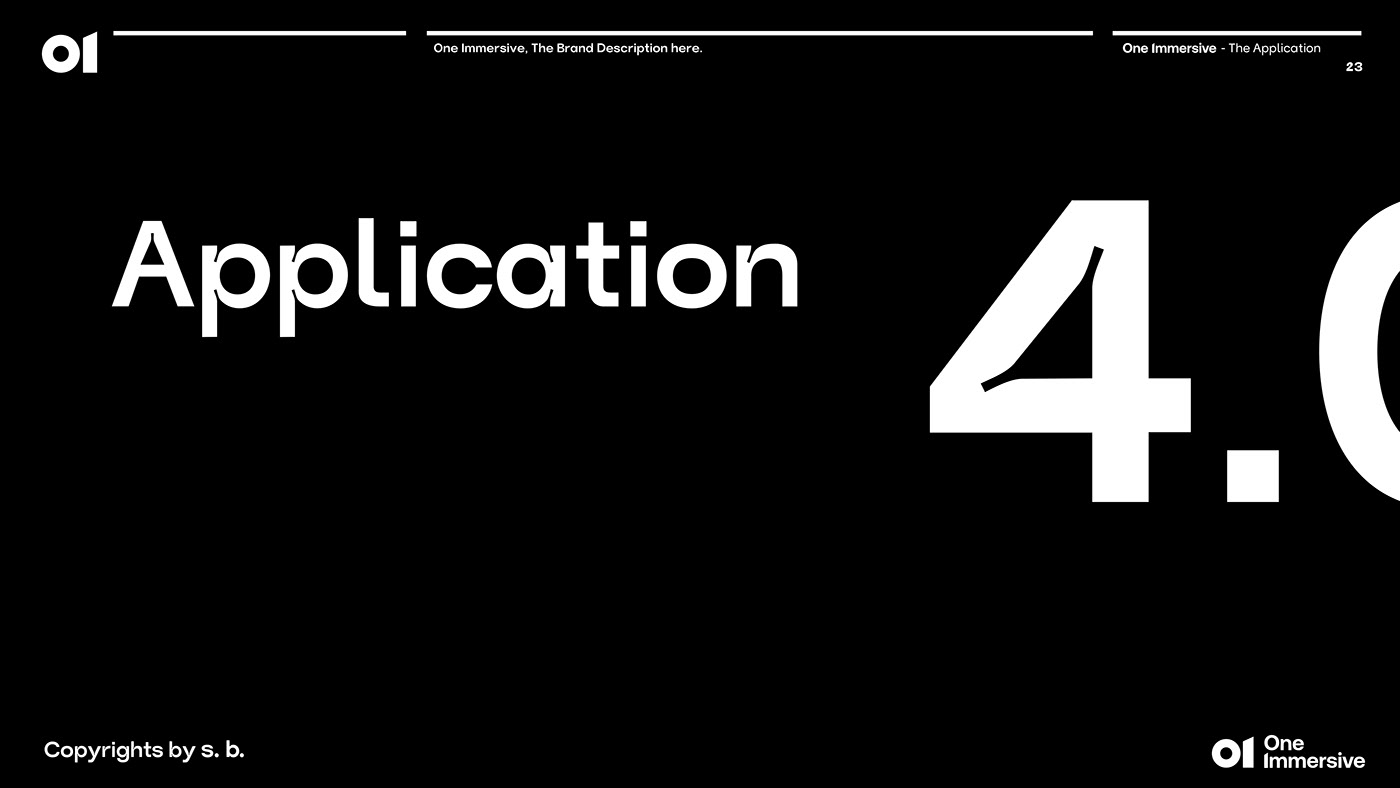 01
One Immersive, The Brand Description here.
One Immersive - The Application
23
Application
4.0
Copyrights by s. b.
01 One
Immersive